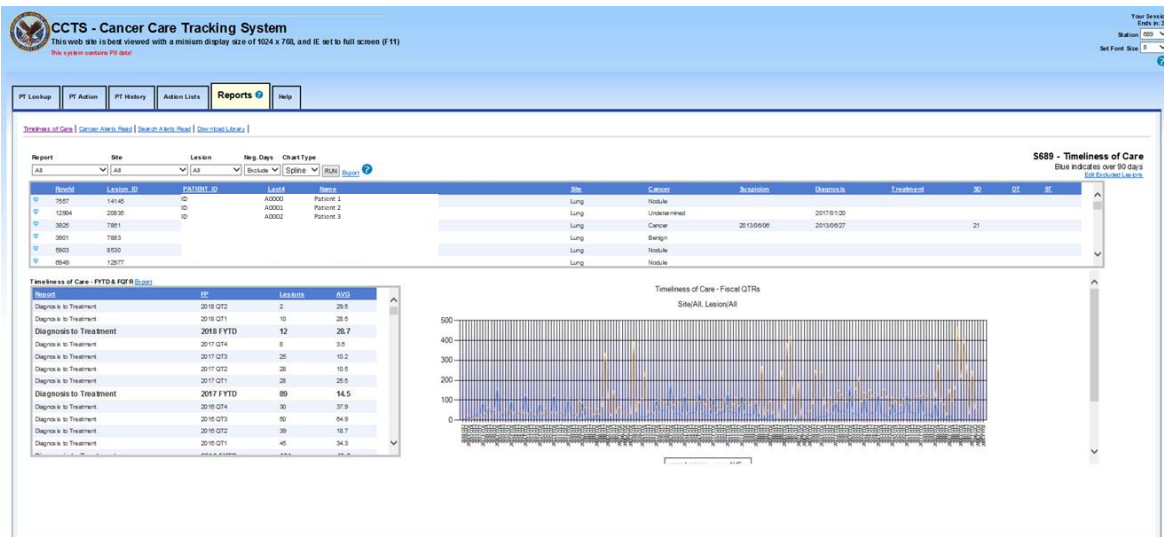 CCTS - Cancer Care Tracking System
This web site is best viewed with a minium display size of 1024 x 768, and IE set to full screen (F11)
This system contains PII data!
Your Sessio
Ends in: 2
Station 689
Set Font Size 8
PT Lookup PT Action PT History Action Lists Reports Help
Timeliness of Care | Cancer Alerts Read | Search Alerts Read | Download Library |
Report Site Lesion Neg. Days Chart Type
All All All Exclude Spline RUN Export
S689 - Timeliness of Care
Blue indicates over 90 days
Edit Excluded Lesions
RowId Lesion_ID PATIENT_ID Last4 Name Site Cancer Suspicion Diagnosis Treatment SD DT ST
7557 14145 ID A0000 Patient 1 Lung Nodule
12904 20835 ID A0001 Patient 2 Lung Undetermined 2017/01/20
3925 7861 ID A0002 Patient 3 Lung Cancer 2013/06/06 2013/06/27 21
3901 7883 Lung Benign
5903 8530 Lung Nodule
6949 12977 Lung Nodule
Timeliness of Care - FYTD & FQTR Export
Report FP Lesions AVG
Diagnosis to Treatment 2018 QT2 2 29.5
Diagnosis to Treatment 2018 QT1 10 28.5
Diagnosis to Treatment 2018 FYTD 12 28.7
Diagnosis to Treatment 2017 QT4 8 3.6
Diagnosis to Treatment 2017 QT3 25 10.2
Diagnosis to Treatment 2017 QT2 28 10.5
Diagnosis to Treatment 2017 QT1 28 25.5
Diagnosis to Treatment 2017 FYTD 89 14.5
Diagnosis to Treatment 2016 QT4 30 37.9
Diagnosis to Treatment 2016 QT3 50 64.9
Diagnosis to Treatment 2016 QT2 39 18.7
Diagnosis to Treatment 2016 QT1 45 34.3
Timeliness of Care - Fiscal QTRs
Site/All, Lesion/All
500
400
300
200
100
0